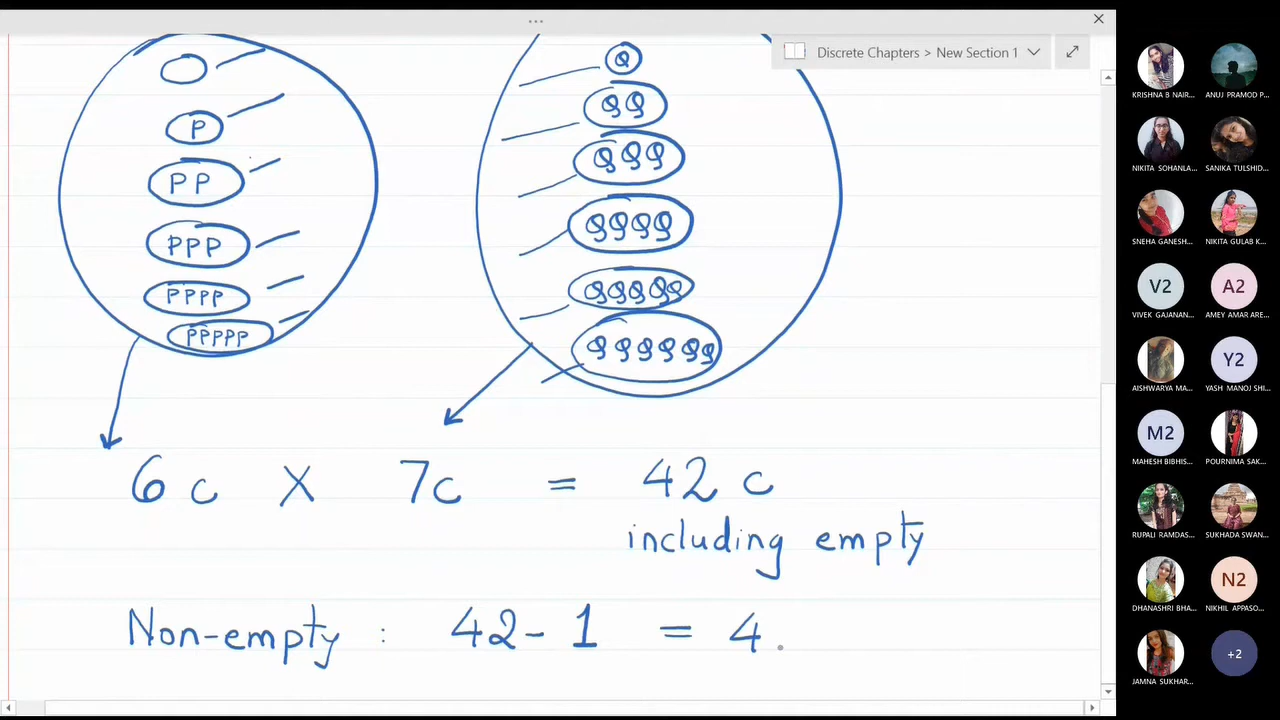 ...
Discrete Chapters > New Section 1
P
PP
PPP
PPPP
PPPPP
Q
QQ
QQQ
QQQQ
QQQQQ
QQQQQQ
6 c X 7c = 42 c
including empty
Non-empty : 42 - 1 = 4
KRISHNA B NAIR...
ANUJ PRAMOD P...
NIKITA SOHANLA...
SANIKA TULSHID...
SNEHA GANESH...
NIKITA GULAB K...
V2
A2
VIVEK GAJANAN...
AMEY AMAR ARE...
Y2
AISHWARYA MA...
YASH MANOJ SHI...
M2
MAHESH BIBHIS...
POURNIMA SAK...
RUPALI RAMDAS...
SUKHADA SWAN...
N2
DHANASHRI BHA...
NIKHIL APPASO...
+2
JAMNA SUKHAR...